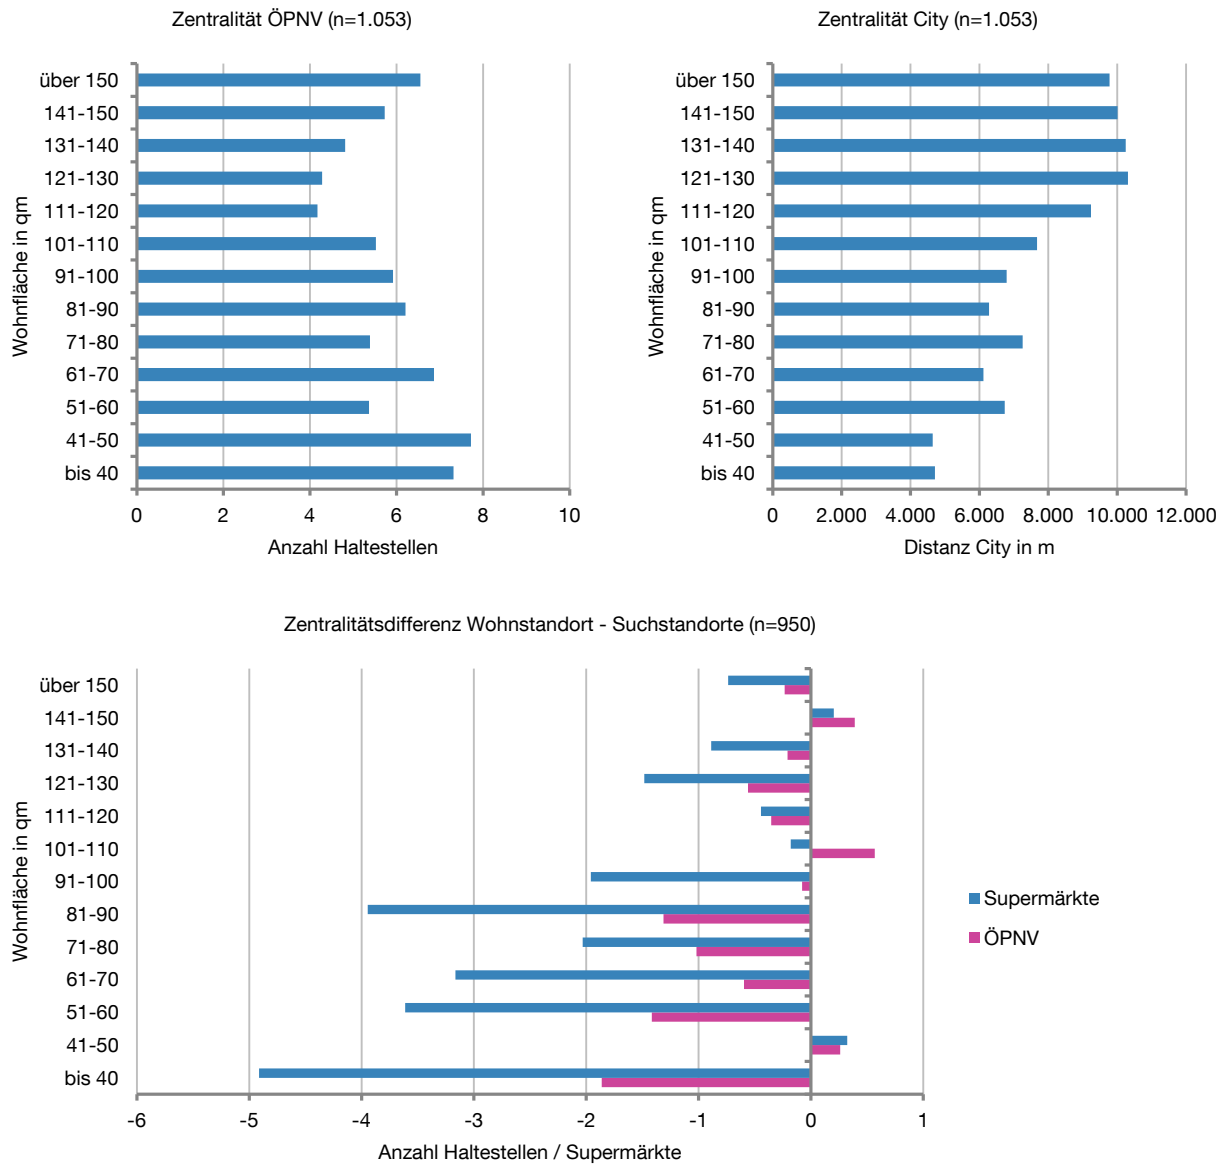 Zentralität ÖPNV (n=1.053)
Wohnfläche in qm
über 150
141-150
131-140
121-130
111-120
101-110
91-100
81-90
71-80
61-70
51-60
41-50
bis 40
0 2 4 6 8 10
Anzahl Haltestellen
Zentralität City (n=1.053)
Wohnfläche in qm
über 150
141-150
131-140
121-130
111-120
101-110
91-100
81-90
71-80
61-70
51-60
41-50
bis 40
0 2.000 4.000 6.000 8.000 10.000 12.000
Distanz City in m
Zentralitätsdifferenz Wohnstandort - Suchstandorte (n=950)
Wohnfläche in qm
über 150
141-150
131-140
121-130
111-120
101-110
91-100
81-90
71-80
61-70
51-60
41-50
bis 40
-6 -5 -4 -3 -2 -1 0 1
Anzahl Haltestellen / Supermärkte
Supermärkte
ÖPNV